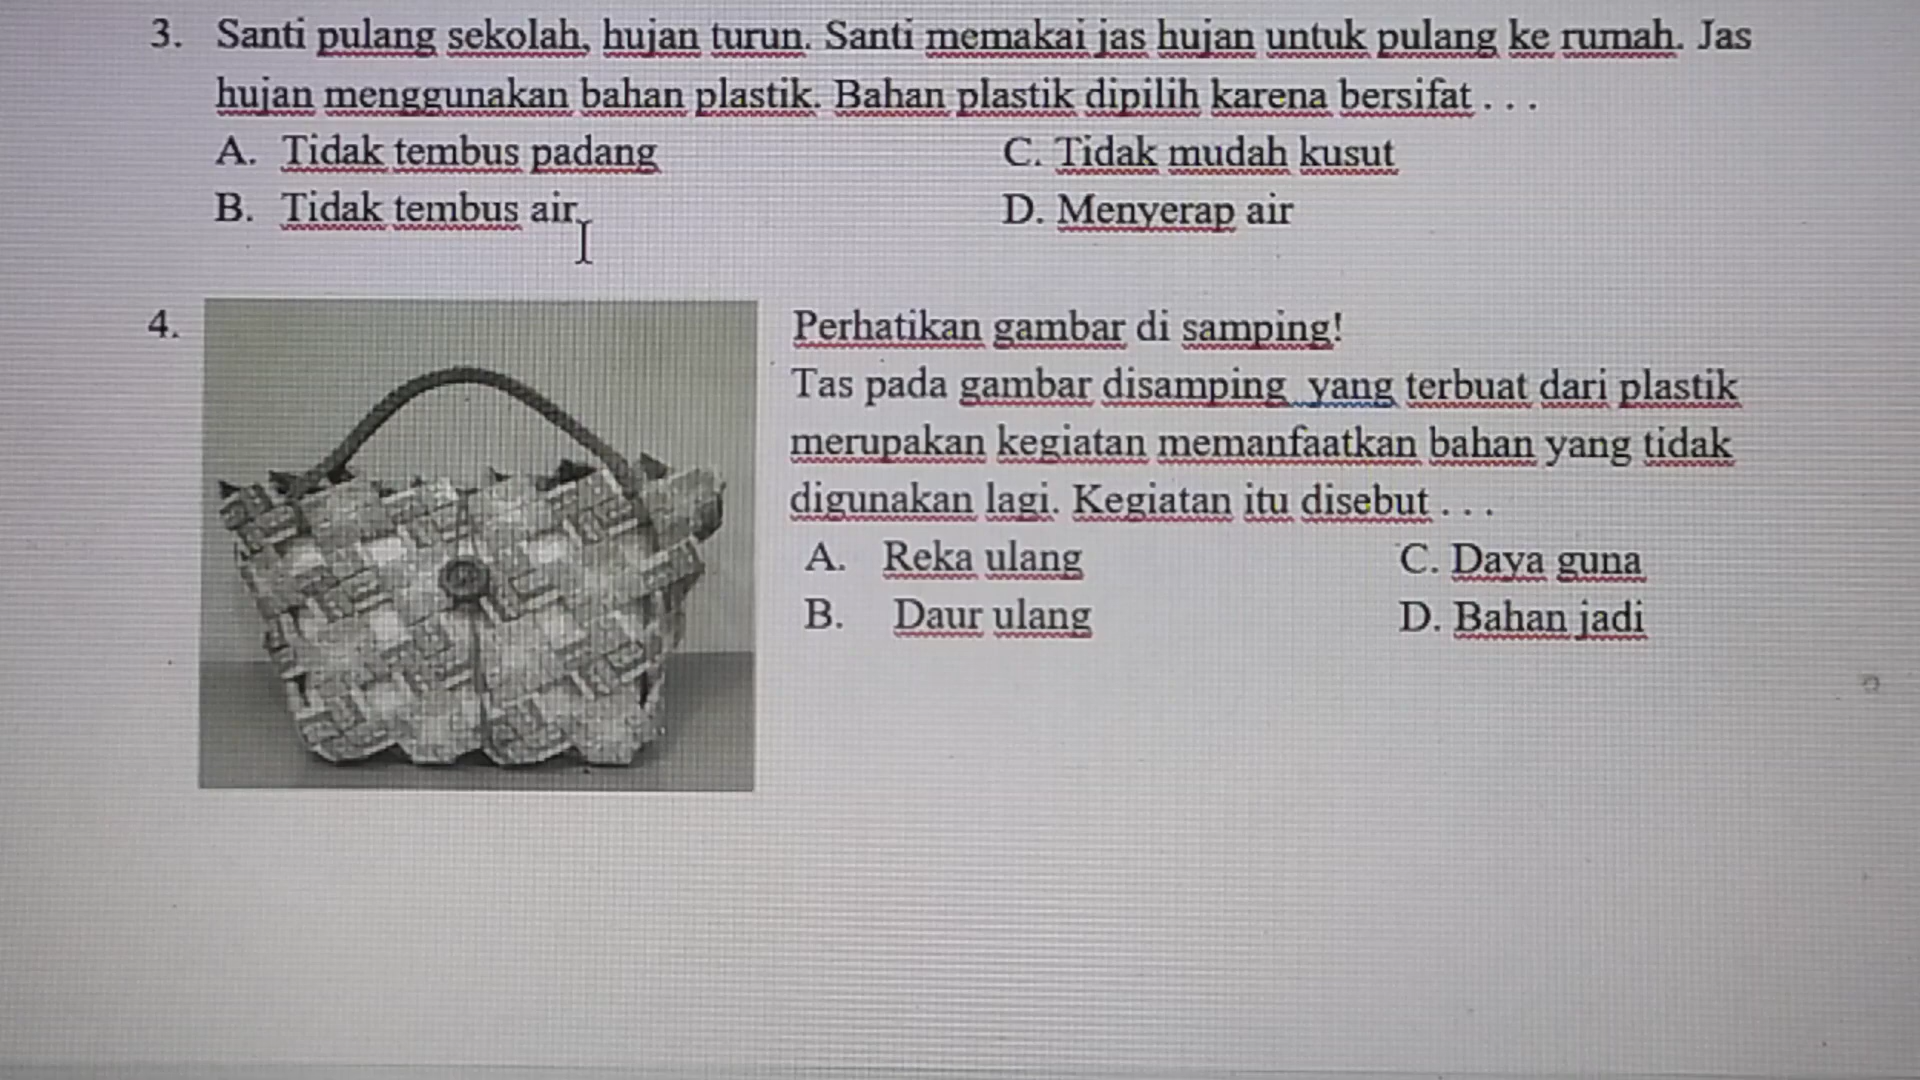 3. Santi pulang sekolah, hujan turun. Santi memakai jas hujan untuk pulang ke rumah. Jas
hujan menggunakan bahan plastik. Bahan plastik dipilih karena bersifat . . .
A. Tidak tembus padang
C. Tidak mudah kusut
B. Tidak tembus air
D. Menyerap air
4. Perhatikan gambar di samping!
Tas pada gambar disamping yang terbuat dari plastik
merupakan kegiatan memanfaatkan bahan yang tidak
digunakan lagi. Kegiatan itu disebut . . .
A. Reka ulang
C. Daya guna
B. Daur ulang
D. Bahan jadi